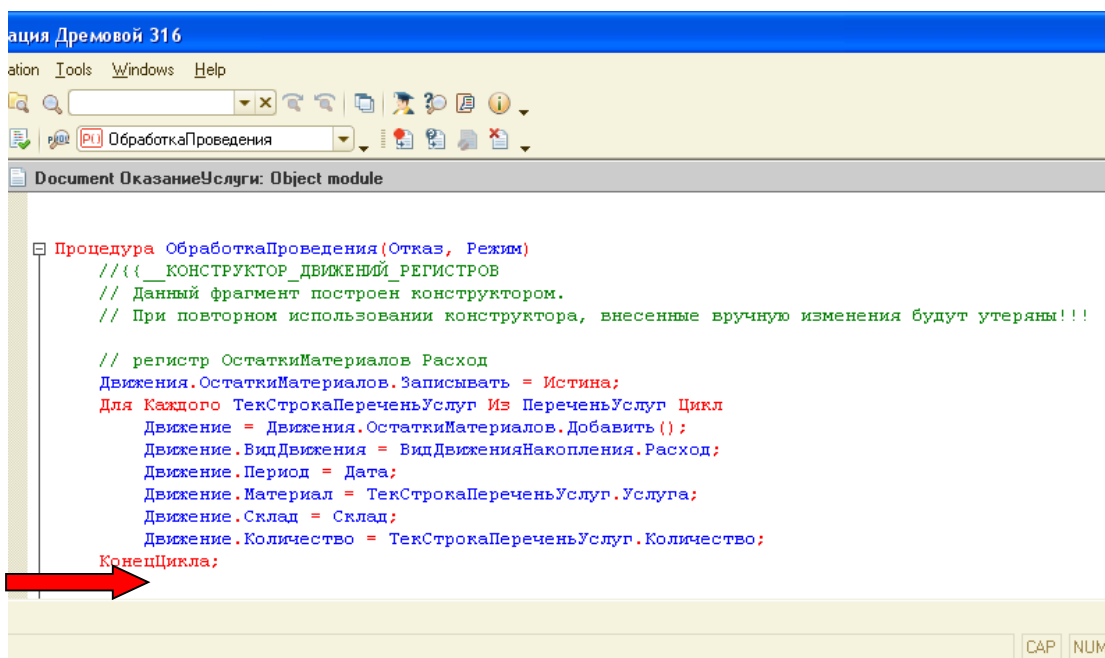 ация Дремовой 316
ation Tools Windows Help
ОбработкаПроведения
Document ОказаниеУслуги: Object module
Процедура ОбработкаПроведения(Отказ, Режим)
//{{__КОНСТРУКТОР_ДВИЖЕНИЙ_РЕГИСТРОВ
// Данный фрагмент построен конструктором.
// При повторном использовании конструктора, внесенные вручную изменения будут утеряны!!!
// регистр ОстаткиМатериалов Расход
Движения.ОстаткиМатериалов.Записывать = Истина;
Для Каждого ТекСтрокаПереченьУслуг Из ПереченьУслуг Цикл
Движение = Движения.ОстаткиМатериалов.Добавить();
Движение.ВидДвижения = ВидДвиженияНакопления.Расход;
Движение.Период = Дата;
Движение.Материал = ТекСтрокаПереченьУслуг.Услуга;
Движение.Склад = Склад;
Движение.Количество = ТекСтрокаПереченьУслуг.Количество;
КонецЦикла;
CAP NUM